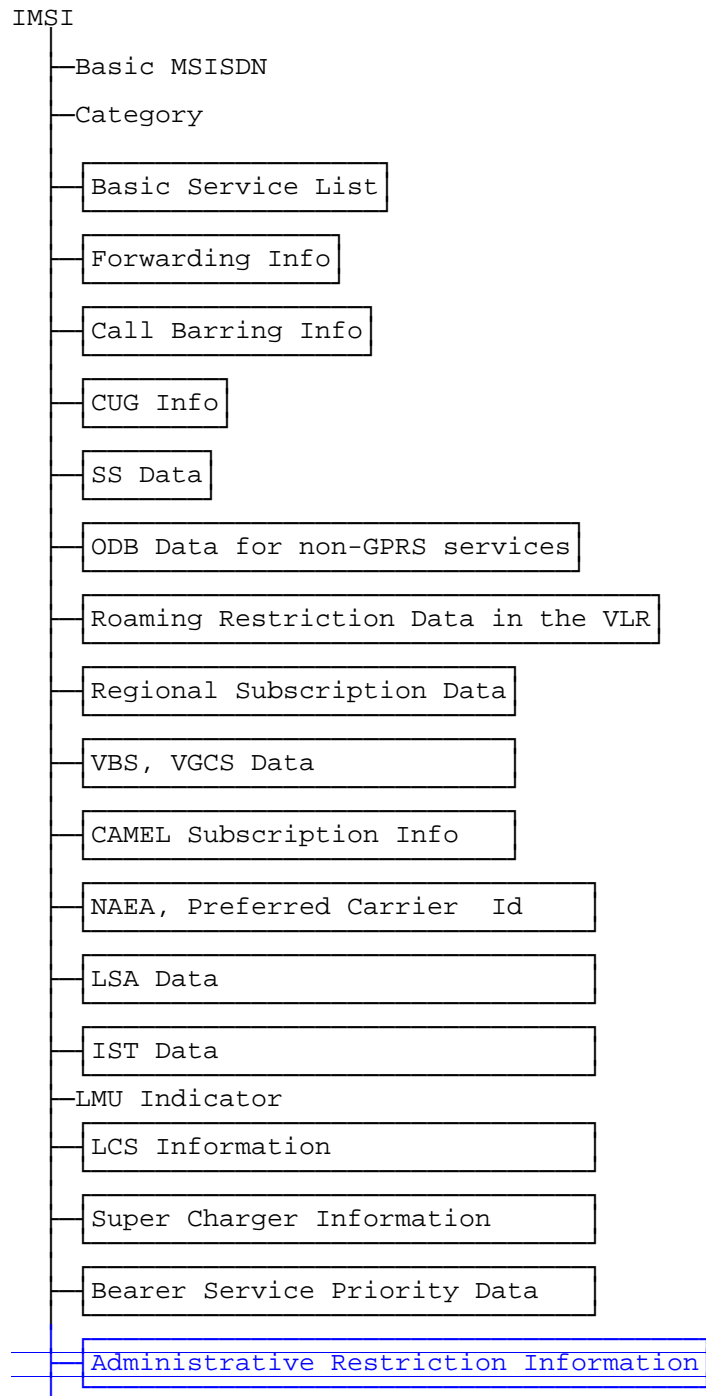 IMSI
Basic MSISDN
Category
Basic Service List
Forwarding Info
Call Barring Info
CUG Info
SS Data
ODB Data for non-GPRS services
Roaming Restriction Data in the VLR
Regional Subscription Data
VBS, VGCS Data
CAMEL Subscription Info
NAEA, Preferred Carrier  Id
LSA Data
IST Data
LMU Indicator
LCS Information
Super Charger Information
Bearer Service Priority Data
Administrative Restriction Information